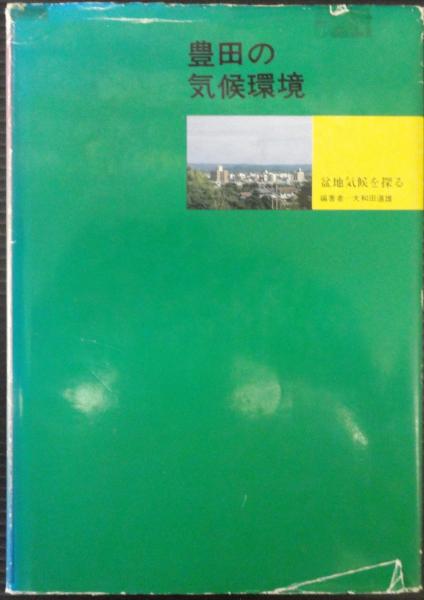 豊田の
気候環境
盆地気候を探る
編著者—大和田道雄